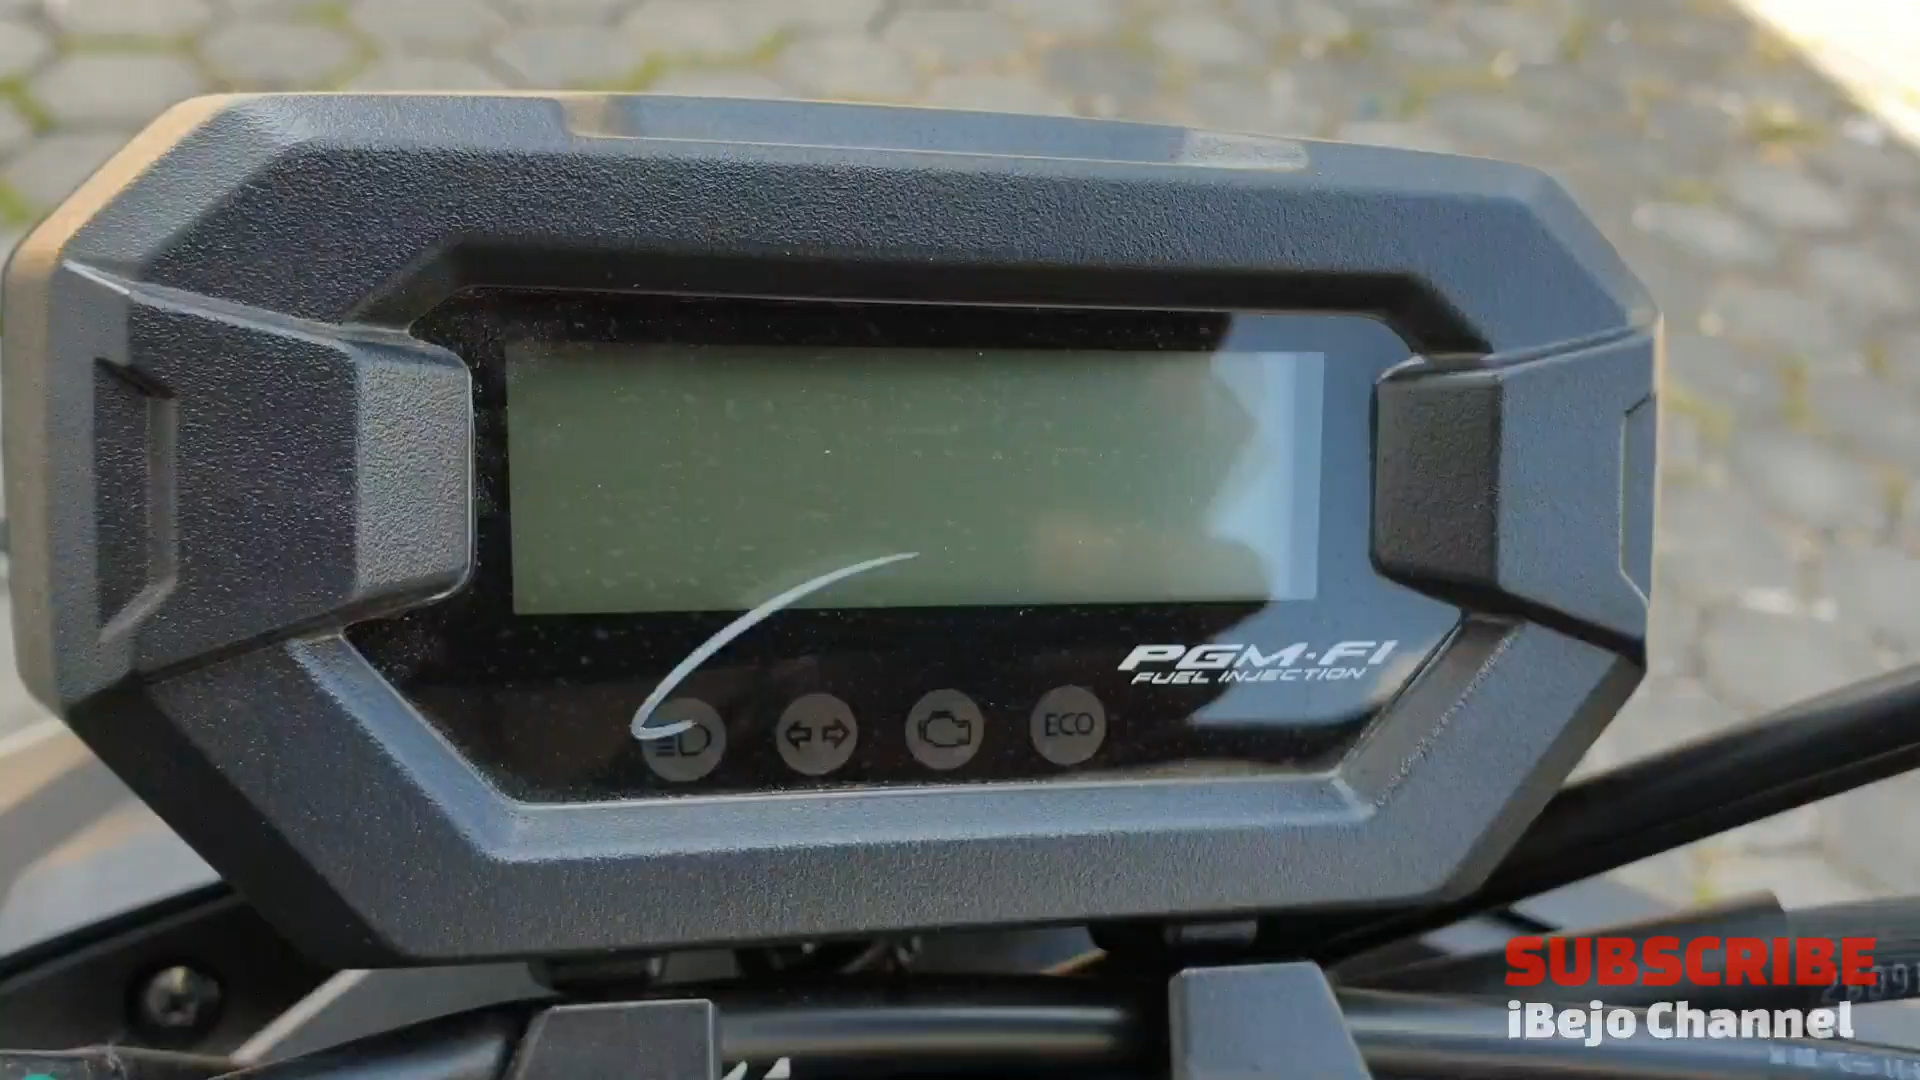 PGM-FI
FUEL INJECTION
ECO
SUBSCRIBE
iBejo Channel